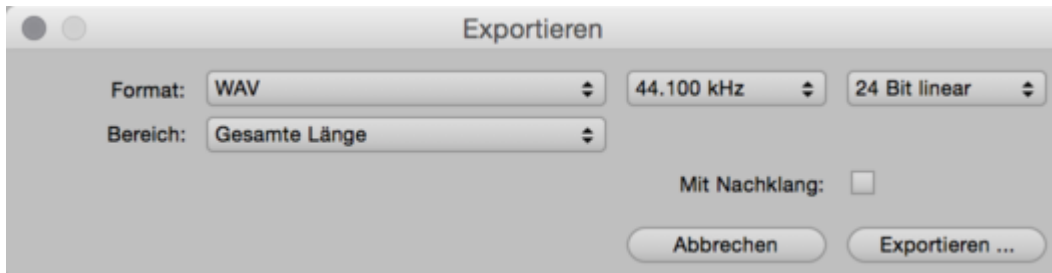 Exportieren
Format: WAV 44.100 kHz 24 Bit linear
Bereich: Gesamte Länge
Mit Nachklang:
Abbrechen Exportieren ...